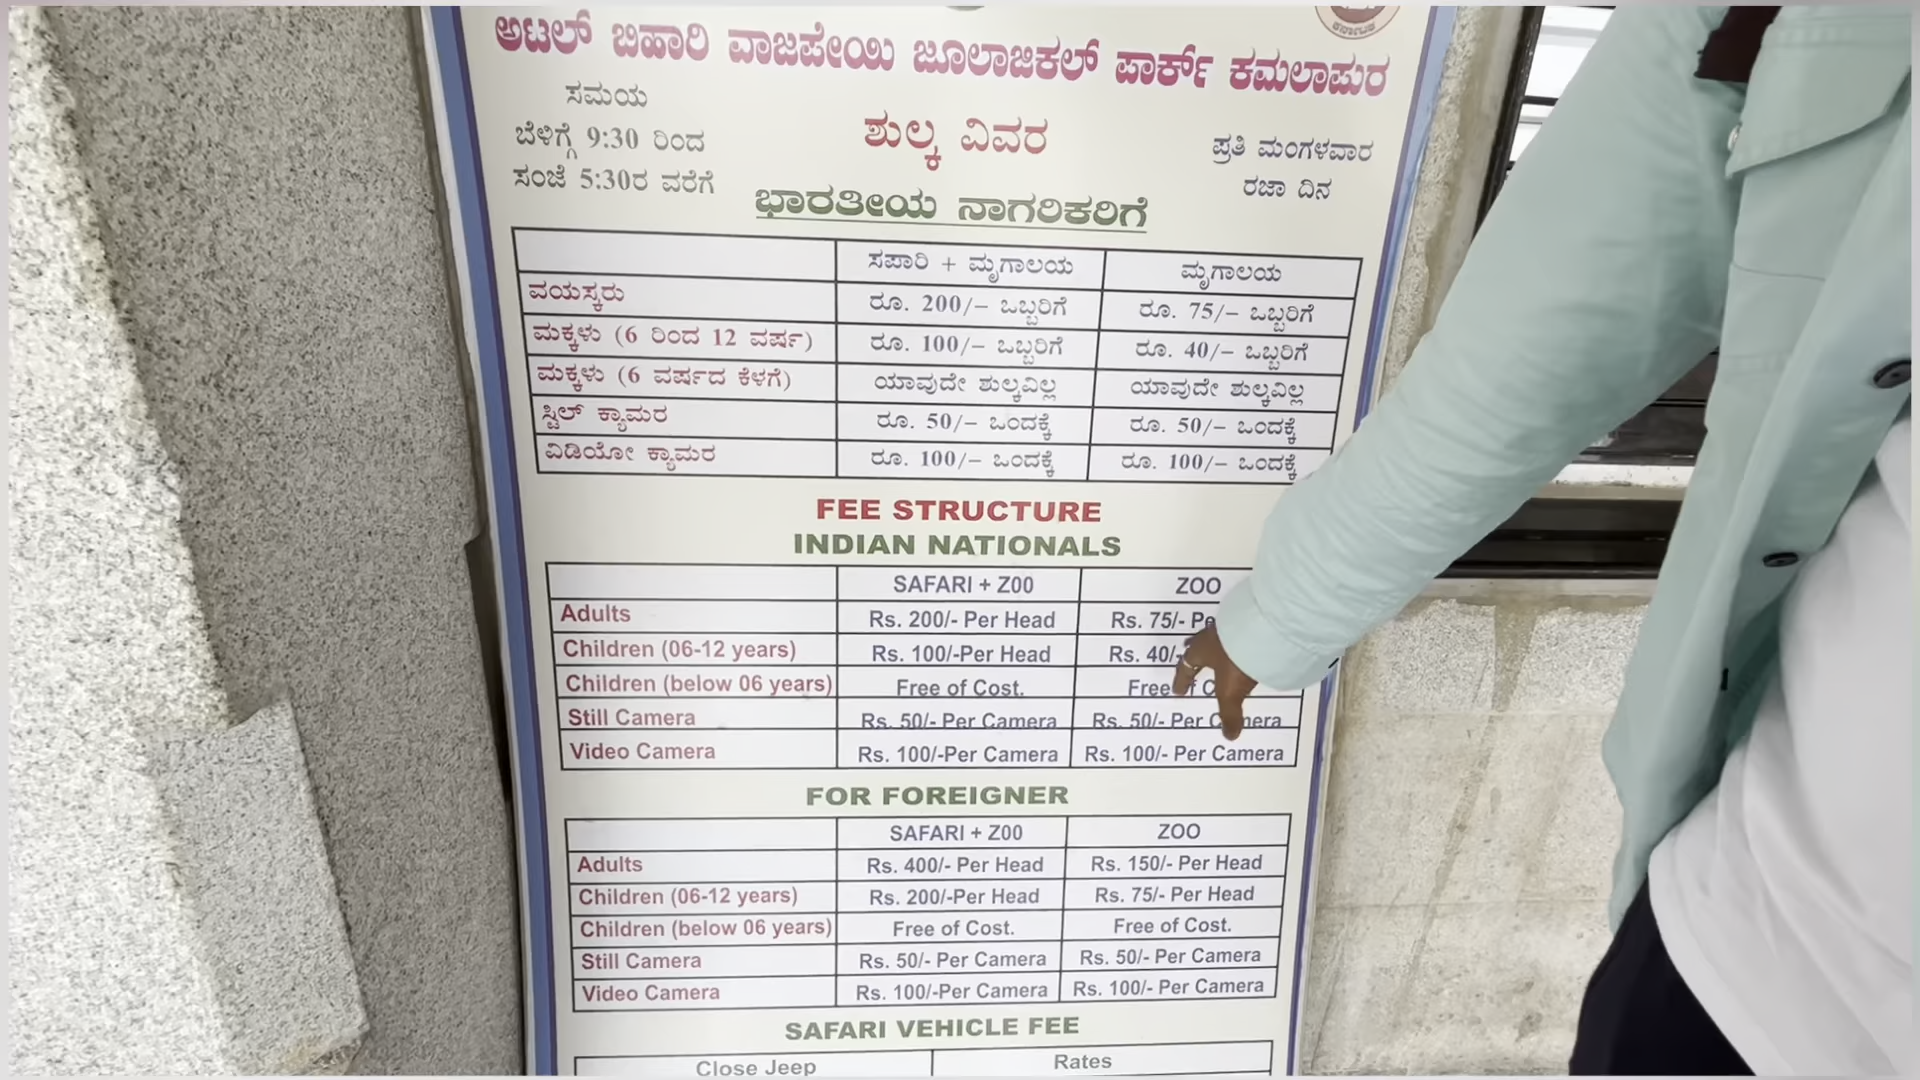 ಕರ್ನಾಟಕ
ಅಟಲ್ ಬಿಹಾರಿ ವಾಜಪೇಯಿ ಜೂಲಾಜಿಕಲ್ ಪಾರ್ಕ್ ಕಮಲಾಪುರ
ಸಮಯ
ಬೆಳಿಗ್ಗೆ 9:30 ರಿಂದ
ಸಂಜೆ 5:30ರ ವರೆಗೆ
ಶುಲ್ಕ ವಿವರ
ಪ್ರತಿ ಮಂಗಳವಾರ
ರಜಾ ದಿನ
ಭಾರತೀಯ ನಾಗರಿಕರಿಗೆ
ಸಪಾರಿ + ಮೃಗಾಲಯ ಮೃಗಾಲಯ
ವಯಸ್ಕರು ರೂ. 200/– ಒಬ್ಬರಿಗೆ ರೂ. 75/– ಒಬ್ಬರಿಗೆ
ಮಕ್ಕಳು (6 ರಿಂದ 12 ವರ್ಷ) ರೂ. 100/– ಒಬ್ಬರಿಗೆ ರೂ. 40/– ಒಬ್ಬರಿಗೆ
ಮಕ್ಕಳು (6 ವರ್ಷದ ಕೆಳಗೆ) ಯಾವುದೇ ಶುಲ್ಕವಿಲ್ಲ ಯಾವುದೇ ಶುಲ್ಕವಿಲ್ಲ
ಸ್ಟಿಲ್ ಕ್ಯಾಮರ ರೂ. 50/– ಒಂದಕ್ಕೆ ರೂ. 50/– ಒಂದಕ್ಕೆ
ವಿಡಿಯೋ ಕ್ಯಾಮರ ರೂ. 100/– ಒಂದಕ್ಕೆ ರೂ. 100/– ಒಂದಕ್ಕೆ
FEE STRUCTURE
INDIAN NATIONALS
SAFARI + ZOO ZOO
Adults Rs. 200/- Per Head Rs. 75/-
Children (06-12 years) Rs. 100/-Per Head Rs. 40/-
Children (below 06 years) Free of Cost. Free
Still Camera Rs. 50/- Per Camera Rs. 50/- Per Camera
Video Camera Rs. 100/-Per Camera Rs. 100/- Per Camera
FOR FOREIGNER
SAFARI + ZOO ZOO
Adults Rs. 400/- Per Head Rs. 150/- Per Head
Children (06-12 years) Rs. 200/-Per Head Rs. 75/- Per Head
Children (below 06 years) Free of Cost. Free of Cost.
Still Camera Rs. 50/- Per Camera Rs. 50/- Per Camera
Video Camera Rs. 100/-Per Camera Rs. 100/- Per Camera
SAFARI VEHICLE FEE
Close Jeep Rates